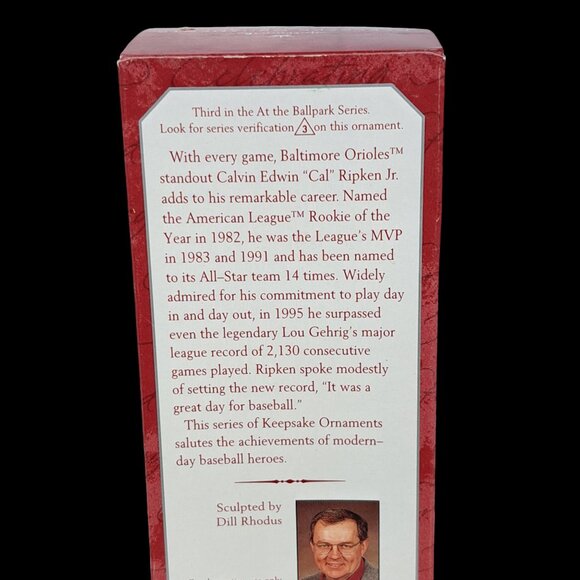 Third in the At the Ballpark Series.
Look for series verification 3 on this ornament.
With every game, Baltimore Orioles™
standout Calvin Edwin “Cal” Ripken Jr.
adds to his remarkable career. Named
the American League™ Rookie of the
Year in 1982, he was the League’s MVP
in 1983 and 1991 and has been named
to its All–Star team 14 times. Widely
admired for his commitment to play day
in and day out, in 1995 he surpassed
even the legendary Lou Gehrig’s major
league record of 2,130 consecutive
games played. Ripken spoke modestly
of setting the new record, “It was a
great day for baseball.”
This series of Keepsake Ornaments
salutes the achievements of modern–
day baseball heroes.
Sculpted by
Dill Rhodus